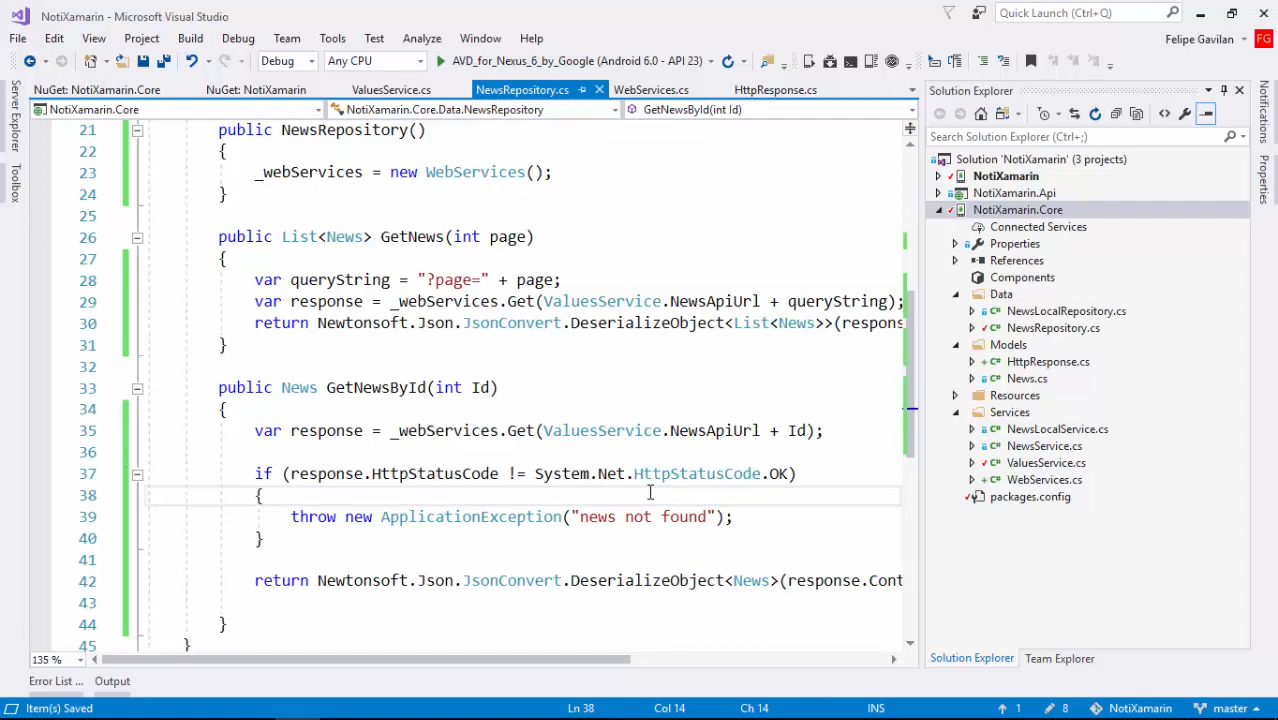 NotiXamarin - Microsoft Visual Studio
Quick Launch (Ctrl+Q)
File Edit View Project Build Debug Team Tools Test Analyze Window Help
Felipe Gavilan FG
Debug Any CPU AVD_for_Nexus_6_by_Google (Android 6.0 - API 23)
Server Explorer
Toolbox
NuGet: NotiXamarin.Core NuGet: NotiXamarin ValuesService.cs NewsRepository.cs WebServices.cs HttpResponse.cs
NotiXamarin.Core NotiXamarin.Core.Data.NewsRepository GetNewsById(int Id)
21 public NewsRepository()
22 {
23 _webServices = new WebServices();
24 }
25
26 public List<News> GetNews(int page)
27 {
28 var queryString = "?page=" + page;
29 var response = _webServices.Get(ValuesService.NewsApiUrl + queryString);
30 return Newtonsoft.Json.JsonConvert.DeserializeObject<List<News>>(respons
31 }
32
33 public News GetNewsById(int Id)
34 {
35 var response = _webServices.Get(ValuesService.NewsApiUrl + Id);
36
37 if (response.HttpStatusCode != System.Net.HttpStatusCode.OK)
38 {
39 throw new ApplicationException("news not found");
40 }
41
42 return Newtonsoft.Json.JsonConvert.DeserializeObject<News>(response.Cont
43
44 }
45 }
135 %
Solution Explorer
Search Solution Explorer (Ctrl+;)
Solution 'NotiXamarin' (3 projects)
NotiXamarin
NotiXamarin.Api
NotiXamarin.Core
Connected Services
Properties
References
Components
Data
NewsLocalRepository.cs
NewsRepository.cs
Models
HttpResponse.cs
News.cs
Resources
Services
NewsLocalService.cs
NewsService.cs
ValuesService.cs
WebServices.cs
packages.config
Solution Explorer Team Explorer
Notifications
Properties
Error List ... Output
Item(s) Saved Ln 38 Col 14 Ch 14 INS 1 8 NotiXamarin master